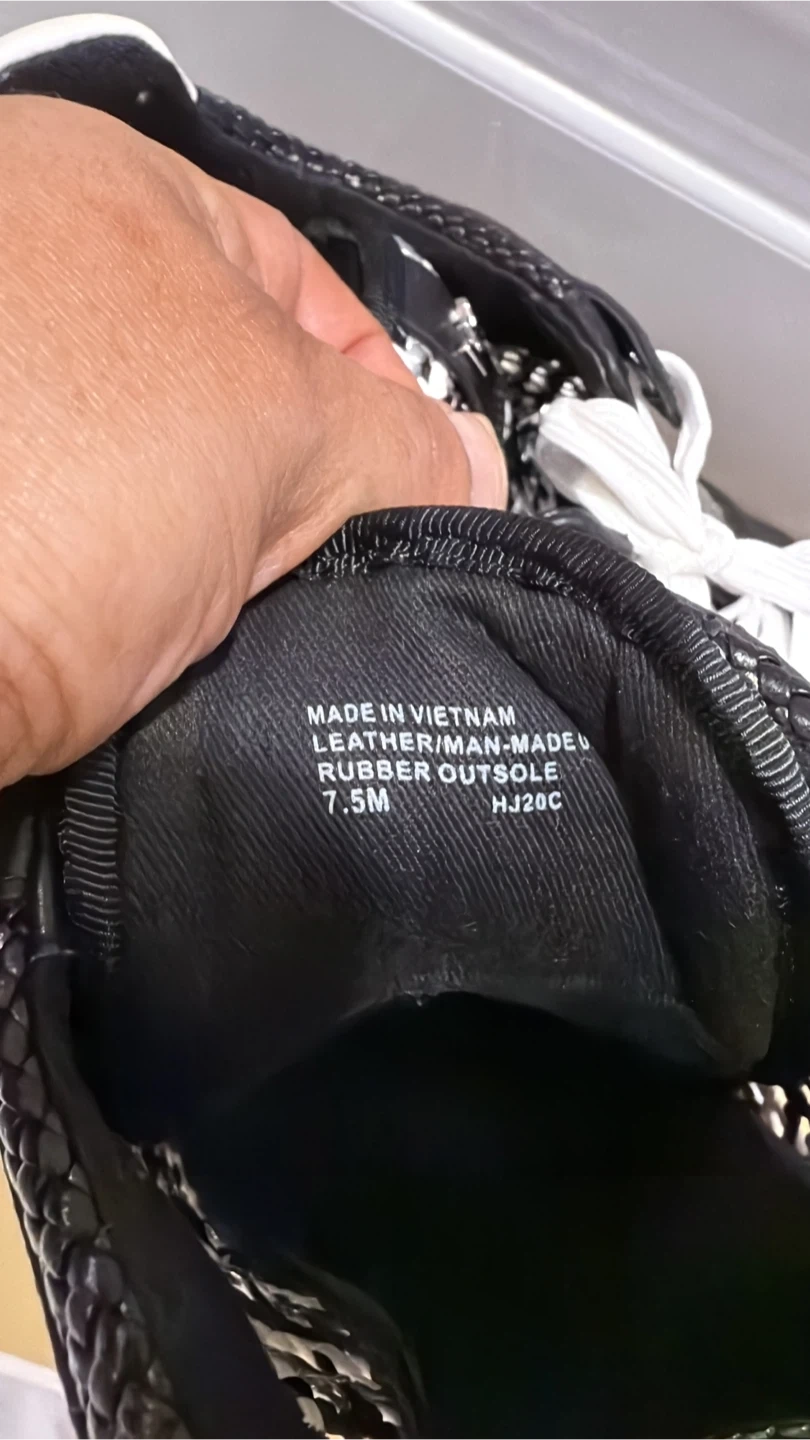 MADE IN VIETNAM
LEATHER/MAN-MADE
RUBBER OUTSOLE
7.5M HJ20C